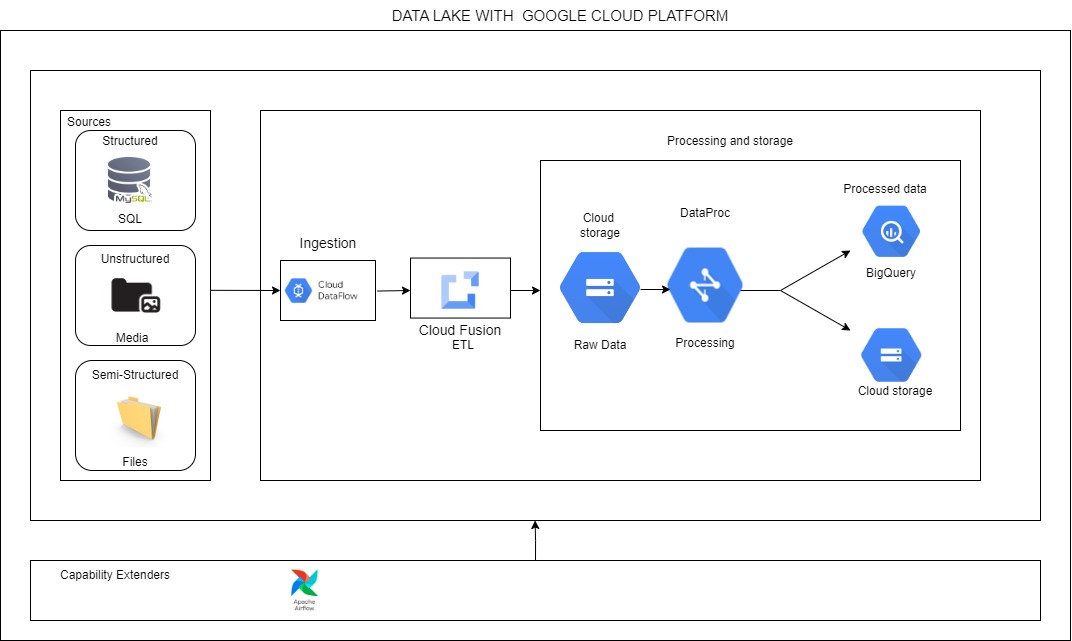 DATA LAKE WITH GOOGLE CLOUD PLATFORM
Sources
Structured
MySQL
SQL
Unstructured
Media
Semi-Structured
Files
Ingestion
Cloud
DataFlow
Cloud Fusion
ETL
Processing and storage
Cloud
storage
Raw Data
DataProc
Processing
Processed data
BigQuery
Cloud storage
Capability Extenders
Apache
Airflow